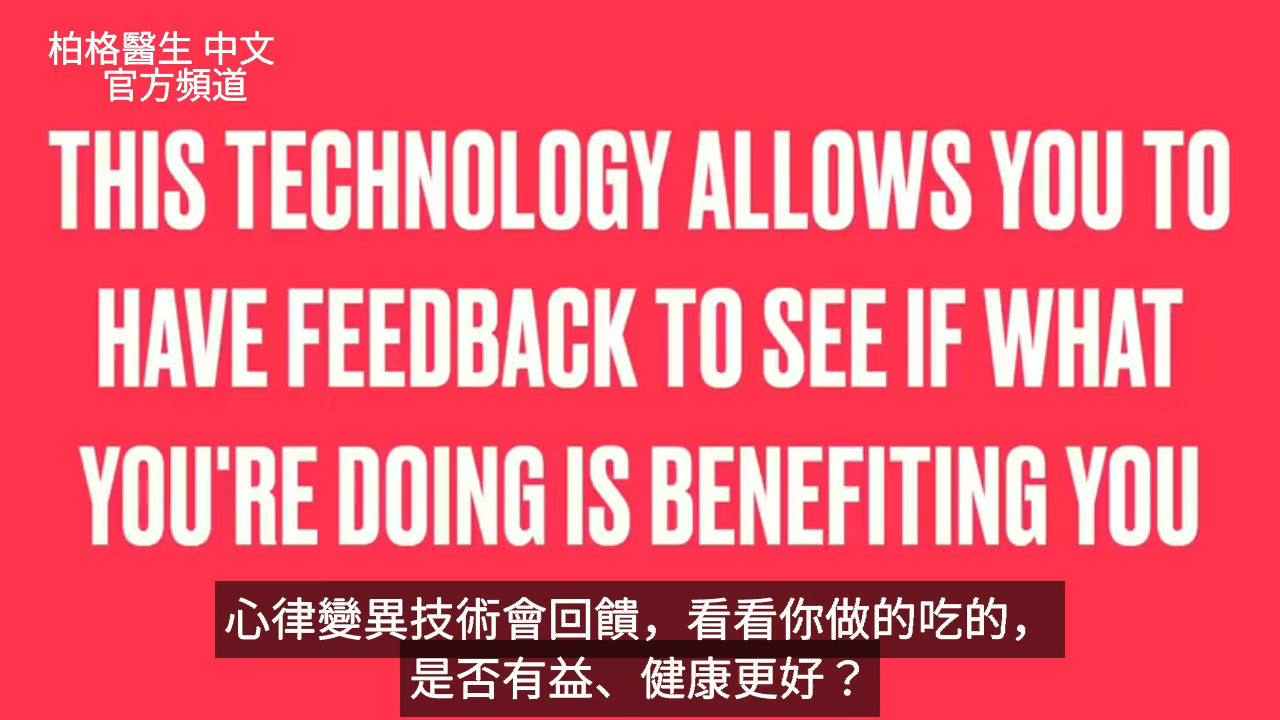 柏格醫生 中文
官方頻道
THIS TECHNOLOGY ALLOWS YOU TO
HAVE FEEDBACK TO SEE IF WHAT
YOU'RE DOING IS BENEFITING YOU
心律變異技術會回饋，看看你做的吃的，
是否有益、健康更好？